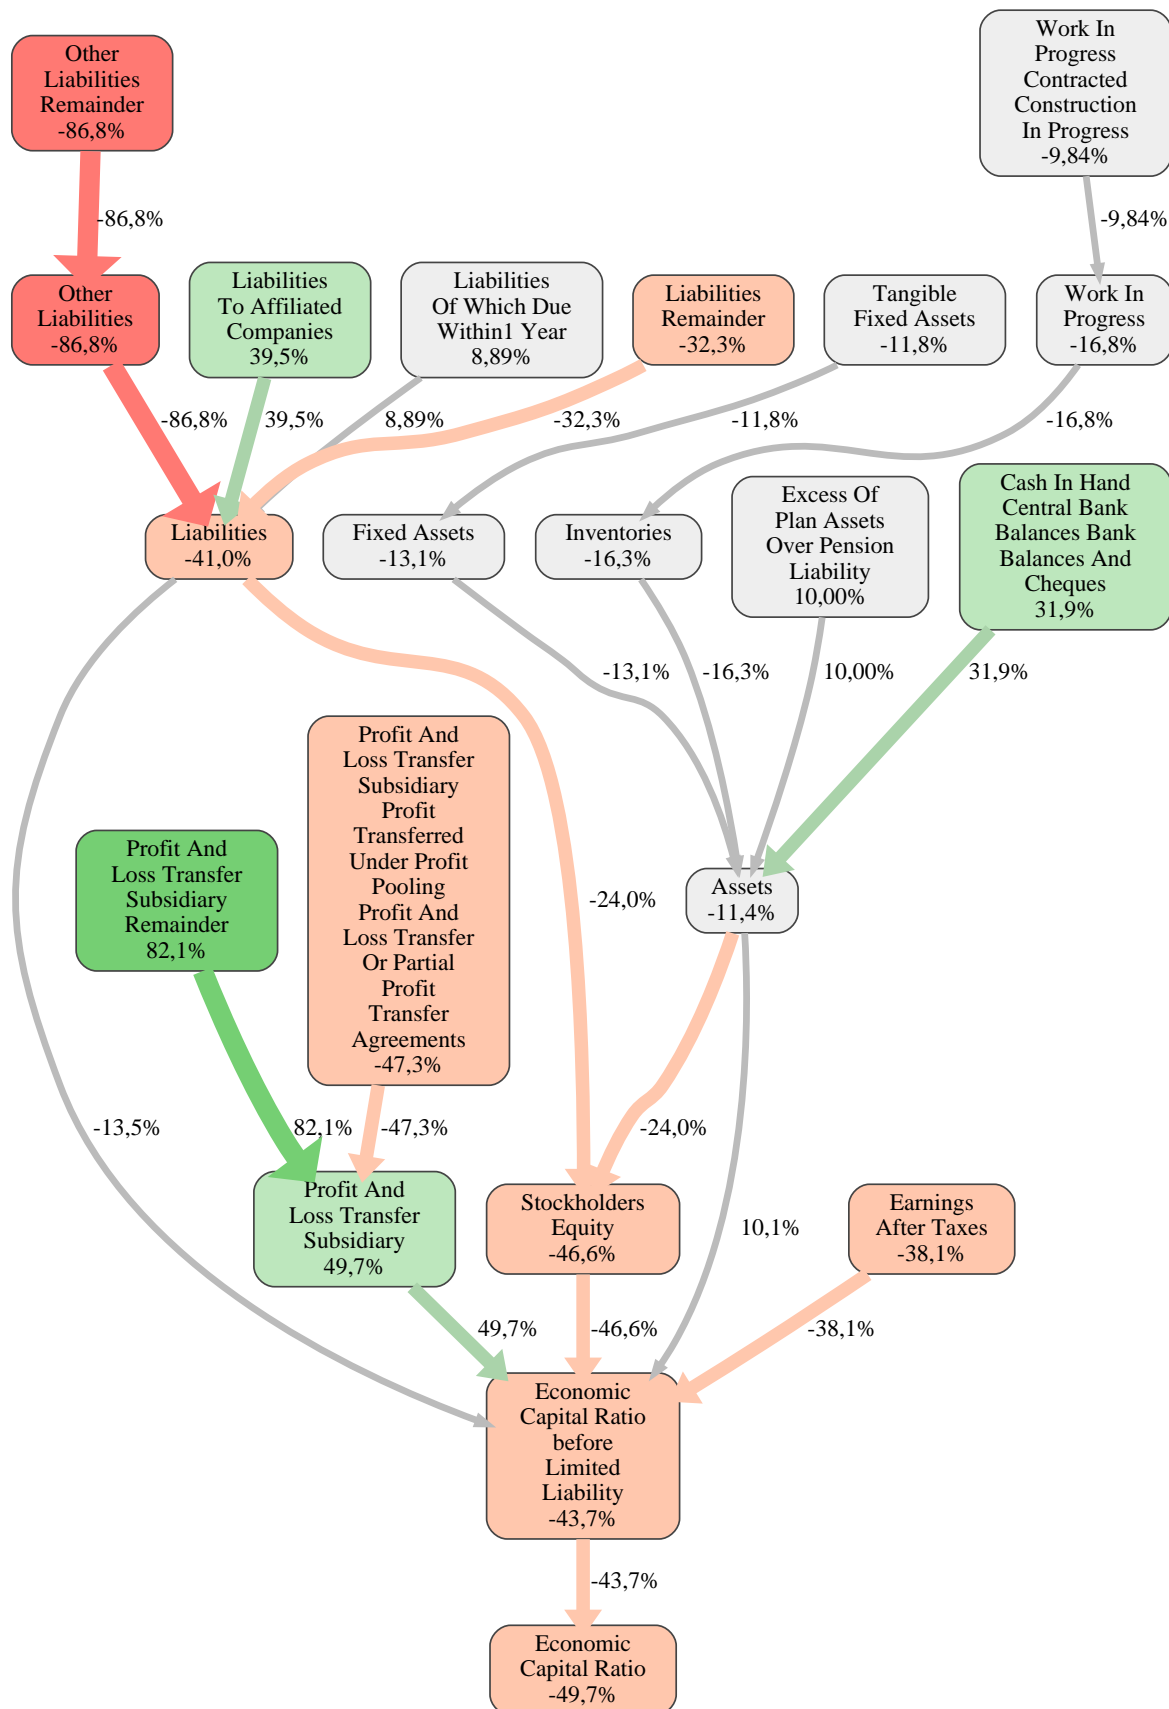 Other
Liabilities
Remainder
-86,8%
Work In
Progress
Contracted
Construction
In Progress
-9,84%
-86,8%
-9,84%
Other
Liabilities
-86,8%
Liabilities
To Affiliated
Companies
39,5%
Liabilities
Of Which Due
Within1 Year
8,89%
Liabilities
Remainder
-32,3%
Tangible
Fixed Assets
-11,8%
Work In
Progress
-16,8%
-86,8%
39,5%
8,89%
-32,3%
-11,8%
-16,8%
Liabilities
-41,0%
Fixed Assets
-13,1%
Inventories
-16,3%
Excess Of
Plan Assets
Over Pension
Liability
10,00%
Cash In Hand
Central Bank
Balances Bank
Balances And
Cheques
31,9%
-13,1%
-16,3%
10,00%
31,9%
Profit And
Loss Transfer
Subsidiary
Remainder
82,1%
Profit And
Loss Transfer
Subsidiary
Profit
Transferred
Under Profit
Pooling
Profit And
Loss Transfer
Or Partial
Profit
Transfer
Agreements
-47,3%
-24,0%
Assets
-11,4%
-13,5%
82,1%
-47,3%
-24,0%
Profit And
Loss Transfer
Subsidiary
49,7%
Stockholders
Equity
-46,6%
10,1%
Earnings
After Taxes
-38,1%
49,7%
-46,6%
-38,1%
Economic
Capital Ratio
before
Limited
Liability
-43,7%
-43,7%
Economic
Capital Ratio
-49,7%